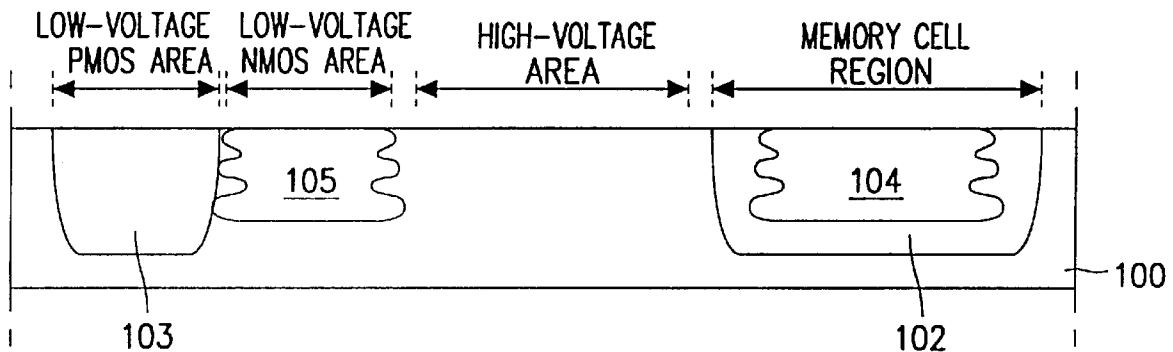 LOW-VOLTAGE
PMOS AREA
LOW-VOLTAGE
NMOS AREA
HIGH-VOLTAGE
AREA
MEMORY CELL
REGION
105
104
100
103
102